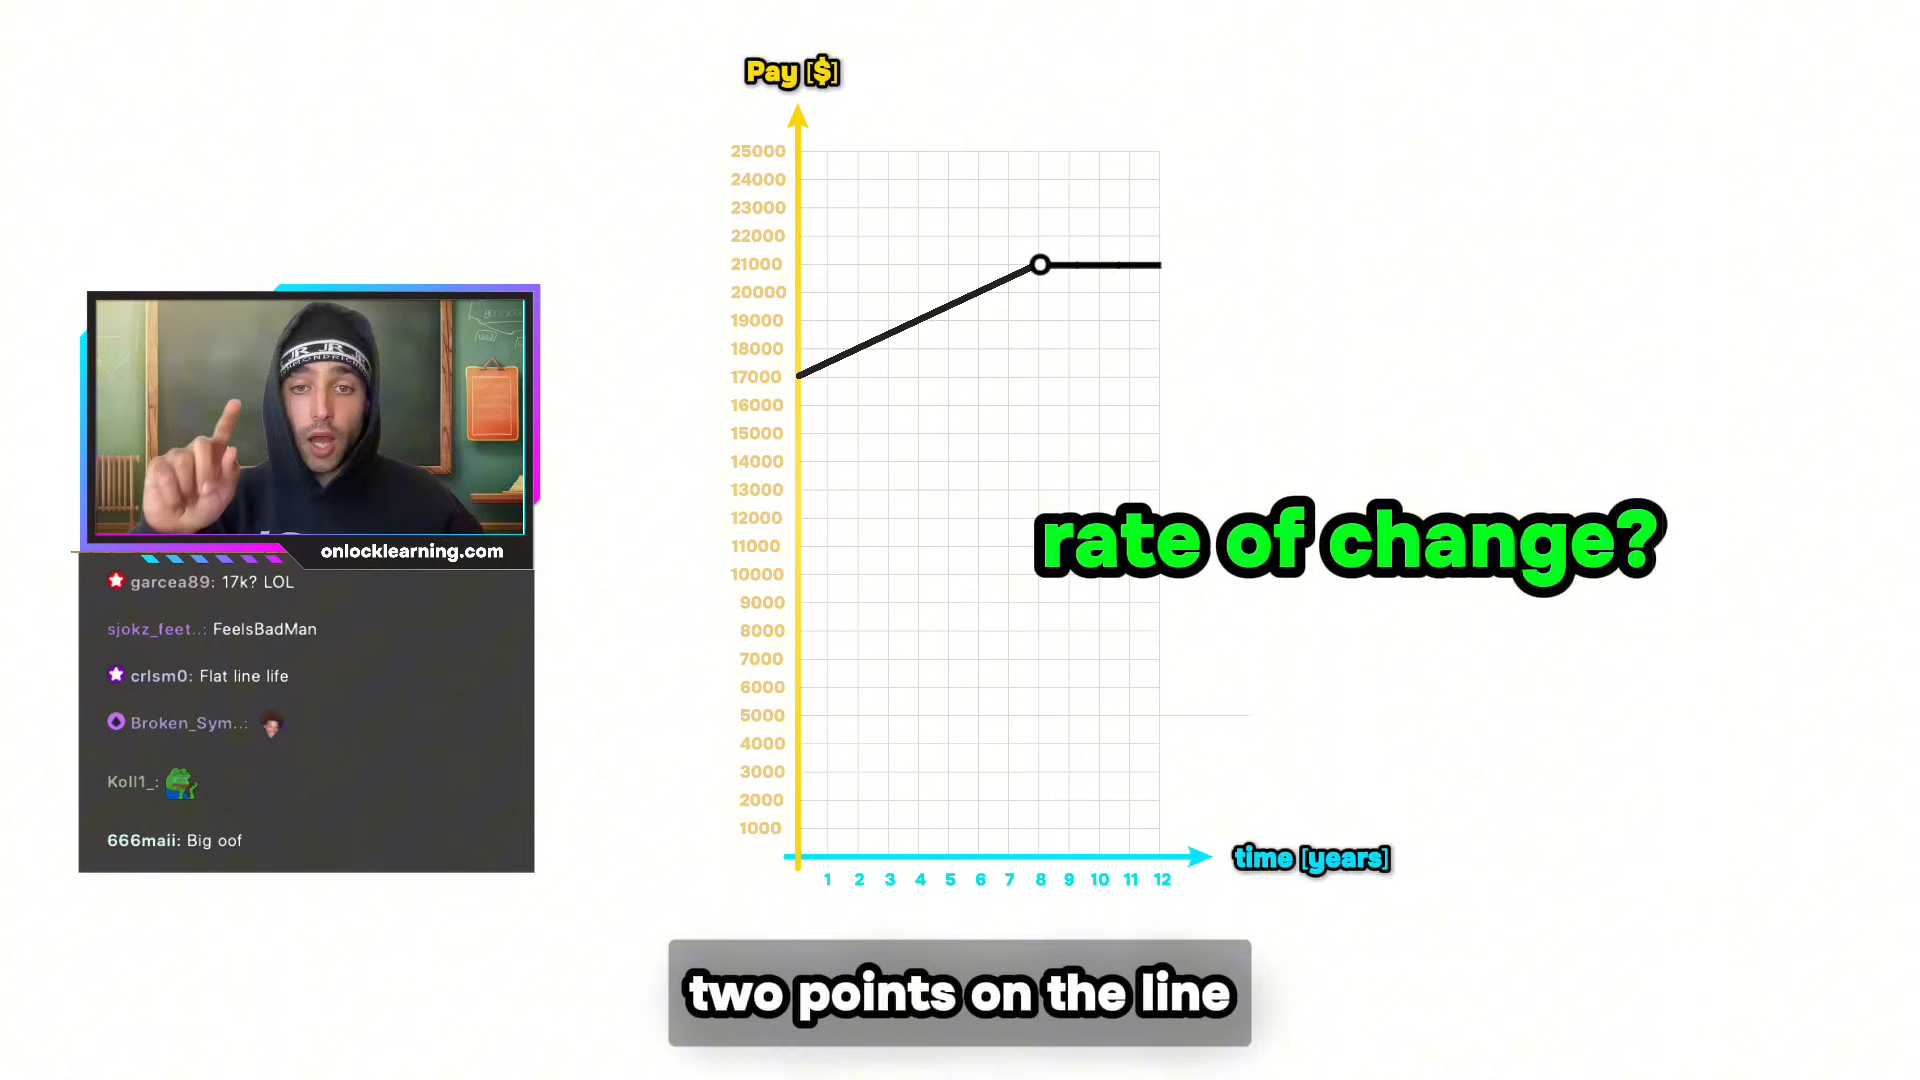 Pay [$]
25000
24000
23000
22000
21000
20000
19000
18000
17000
16000
15000
14000
13000
12000
11000
10000
9000
8000
7000
6000
5000
4000
3000
2000
1000
1 2 3 4 5 6 7 8 9 10 11 12
time [years]
rate of change?
JR JR JR
onlocklearning.com
garcea89: 17k? LOL
sjokz_feet..: FeelsBadMan
crlsm0: Flat line life
Broken_Sym..:
Koll1_:
666maii: Big oof
two points on the line